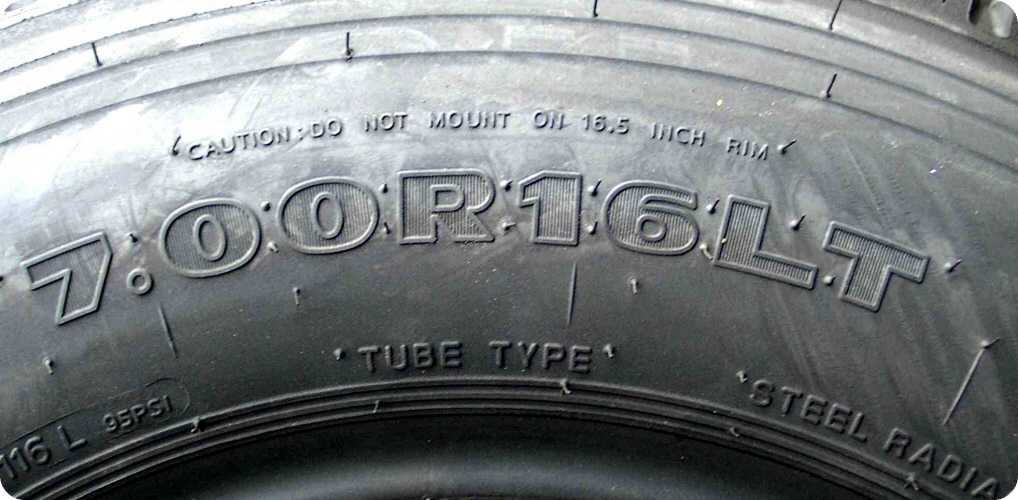 CAUTION: DO NOT MOUNT ON 16.5 INCH RIM
7.00R16LT
TUBE TYPE
116 L 95PSI
STEEL RADIA